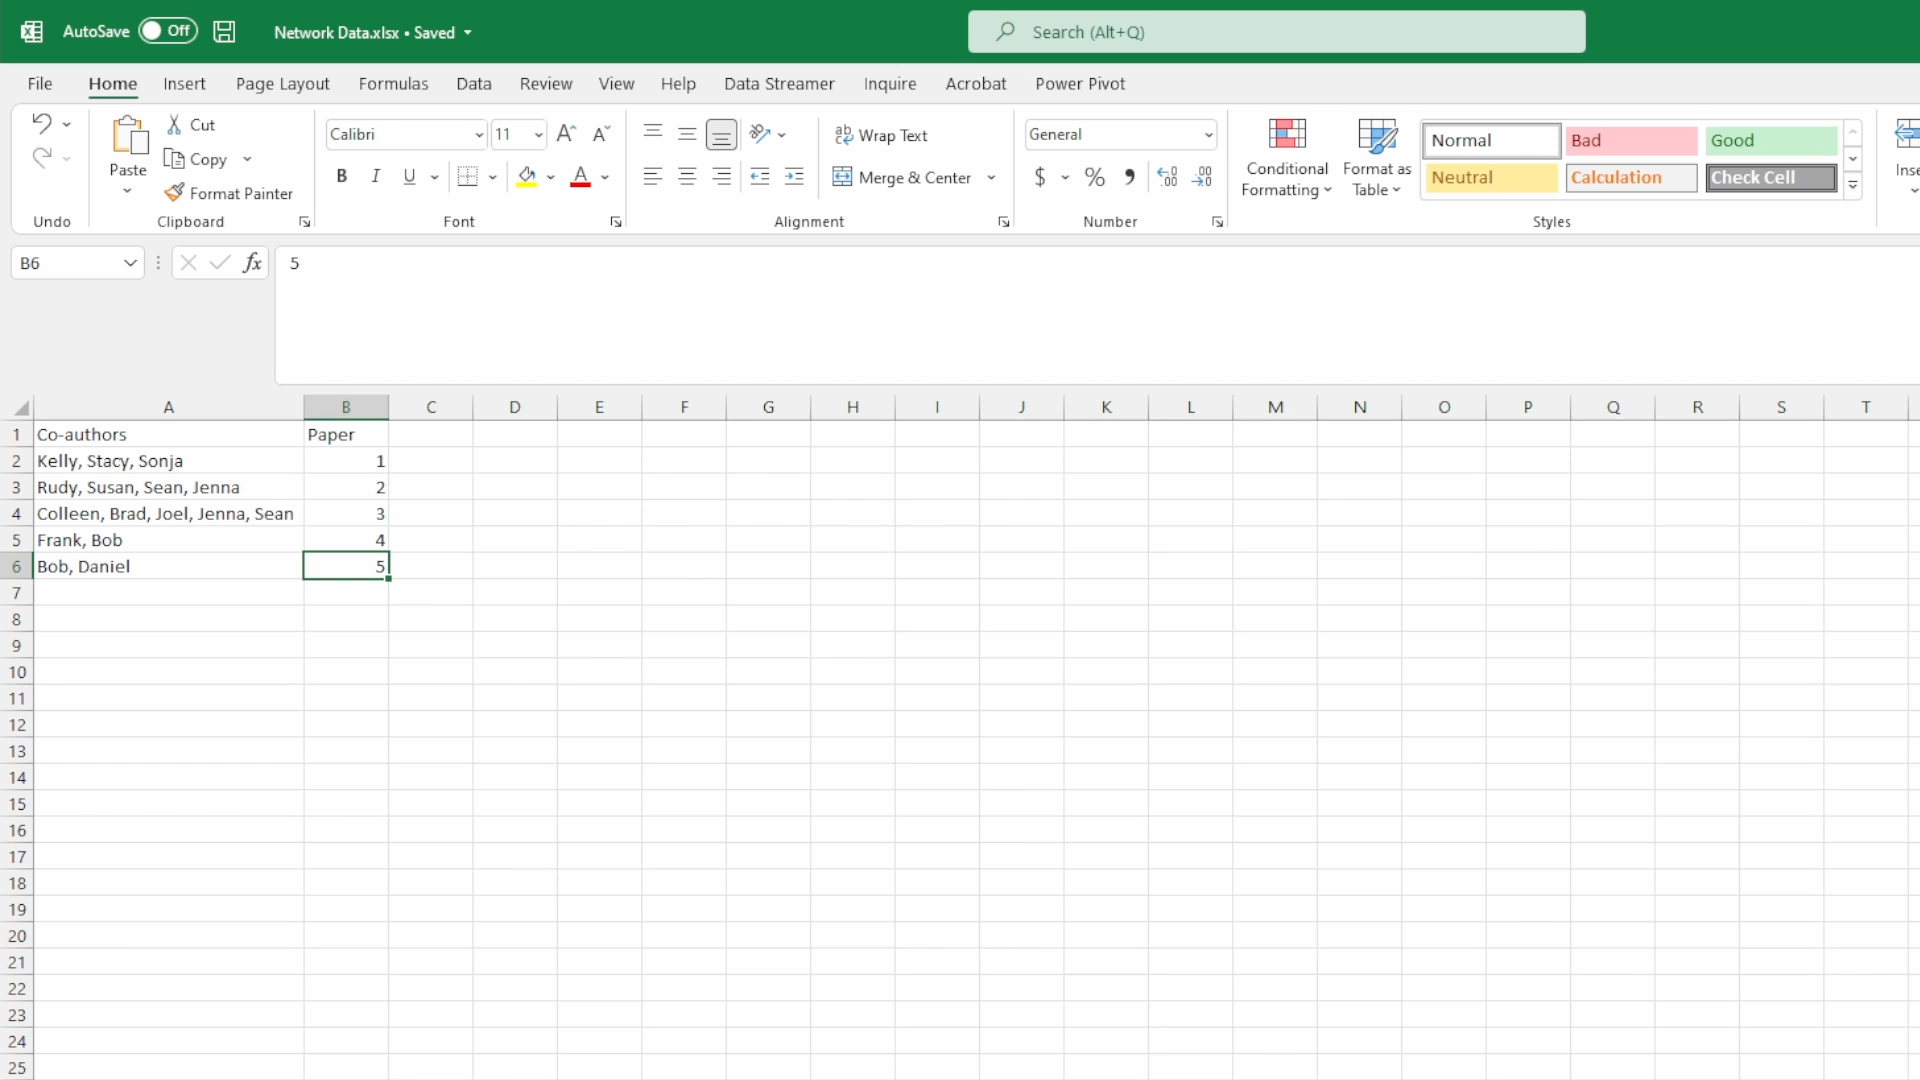 AutoSave Off Network Data.xlsx • Saved Search (Alt+Q)
File Home Insert Page Layout Formulas Data Review View Help Data Streamer Inquire Acrobat Power Pivot
Cut
Copy
Format Painter
Paste
Undo Clipboard
Calibri 11
B I U A
Font
Wrap Text
Merge & Center
Alignment
General
$ % 9 .00
Number
Conditional Formatting
Format as Table
Normal Bad Good
Neutral Calculation Check Cell
Styles
B6 fx 5
A B C D E F G H I J K L M N O P Q R S T
1 Co-authors Paper
2 Kelly, Stacy, Sonja 1
3 Rudy, Susan, Sean, Jenna 2
4 Colleen, Brad, Joel, Jenna, Sean 3
5 Frank, Bob 4
6 Bob, Daniel 5
7
8
9
10
11
12
13
14
15
16
17
18
19
20
21
22
23
24
25